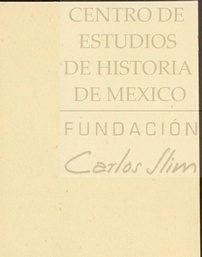 CENTRO DE
ESTUDIOS
DE HISTORIA
DE MEXICO
FUNDACIÓN
Carlos Slim